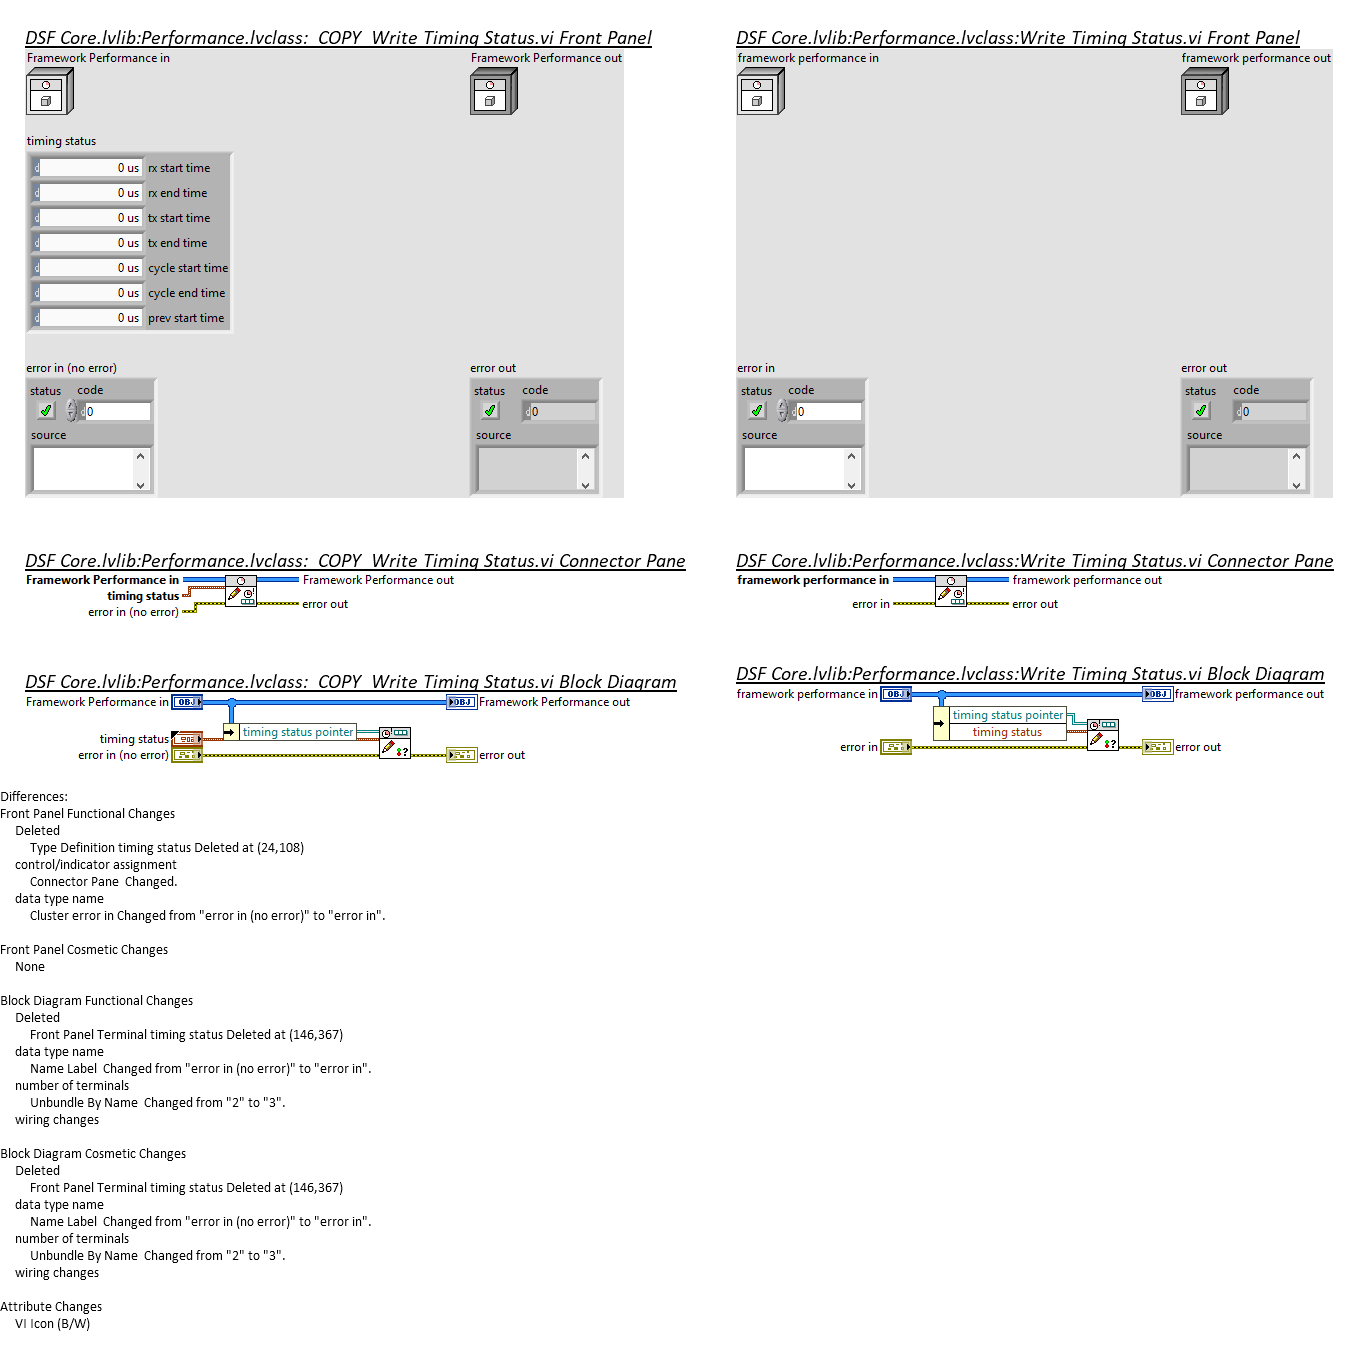 DSF Core.lvlib:Performance.lvclass:  COPY  Write Timing Status.vi Front Panel
Framework Performance in
Framework Performance out
timing status
0 us rx start time
0 us rx end time
0 us tx start time
0 us tx end time
0 us cycle start time
0 us cycle end time
0 us prev start time
error in (no error)
status code
d 0
source
error out
status code
d 0
source
DSF Core.lvlib:Performance.lvclass:Write Timing Status.vi Front Panel
framework performance in
framework performance out
error in
status code
d 0
source
error out
status code
d 0
source
DSF Core.lvlib:Performance.lvclass:  COPY  Write Timing Status.vi Connector Pane
Framework Performance in
Framework Performance out
timing status
error in (no error)
error out
DSF Core.lvlib:Performance.lvclass:Write Timing Status.vi Connector Pane
framework performance in
framework performance out
error in
error out
DSF Core.lvlib:Performance.lvclass:  COPY  Write Timing Status.vi Block Diagram
Framework Performance in OBJ
OBJ Framework Performance out
timing status pointer
timing status
error in (no error)
error out
DSF Core.lvlib:Performance.lvclass:Write Timing Status.vi Block Diagram
framework performance in OBJ
OBJ framework performance out
timing status pointer
timing status
error in
error out
Differences:
Front Panel Functional Changes
Deleted
Type Definition timing status Deleted at (24,108)
control/indicator assignment
Connector Pane  Changed.
data type name
Cluster error in Changed from "error in (no error)" to "error in".
Front Panel Cosmetic Changes
None
Block Diagram Functional Changes
Deleted
Front Panel Terminal timing status Deleted at (146,367)
data type name
Name Label  Changed from "error in (no error)" to "error in".
number of terminals
Unbundle By Name  Changed from "2" to "3".
wiring changes
Block Diagram Cosmetic Changes
Deleted
Front Panel Terminal timing status Deleted at (146,367)
data type name
Name Label  Changed from "error in (no error)" to "error in".
number of terminals
Unbundle By Name  Changed from "2" to "3".
wiring changes
Attribute Changes
VI Icon (B/W)